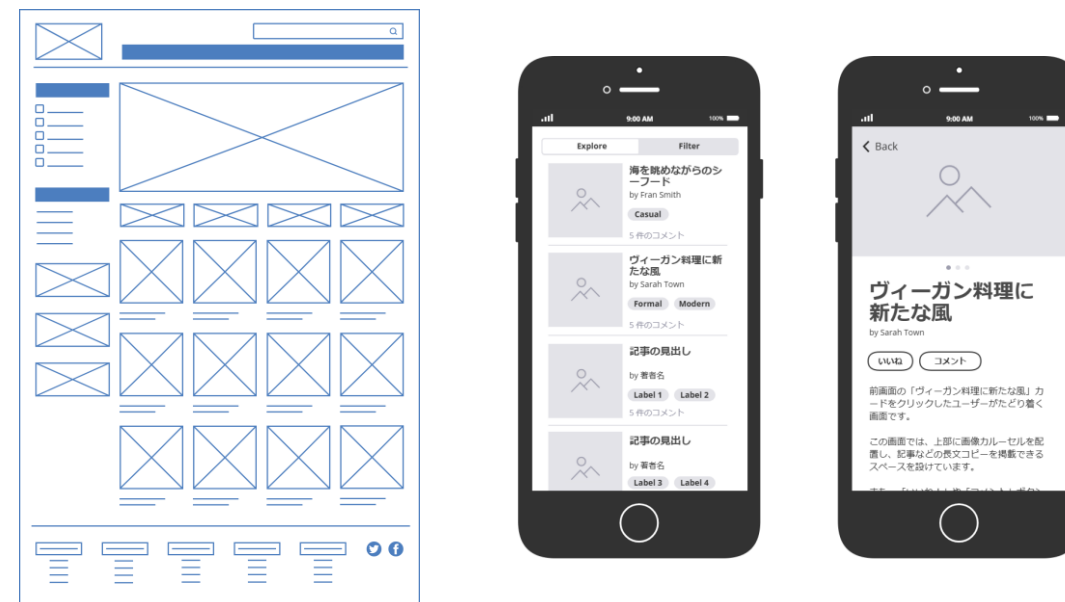 9:00 AM
100%
Explore
Filter
海を眺めながらのシ
ーフード
by Fran Smith
Casual
5 件のコメント
ヴィーガン料理に新
たな風
by Sarah Town
Formal
Modern
5 件のコメント
記事の見出し
by 著者名
Label 1
Label 2
5 件のコメント
記事の見出し
by 著者名
Label 3
Label 4
9:00 AM
100%
Back
ヴィーガン料理に
新たな風
by Sarah Town
いいね
コメント
前画面の「ヴィーガン料理に新たな風」カ
ードをクリックしたユーザーがたどり着く
画面です。
この画面では、上部に画像カルーセルを配
置し、記事などの長文コピーを掲載できる
スペースを設けています。